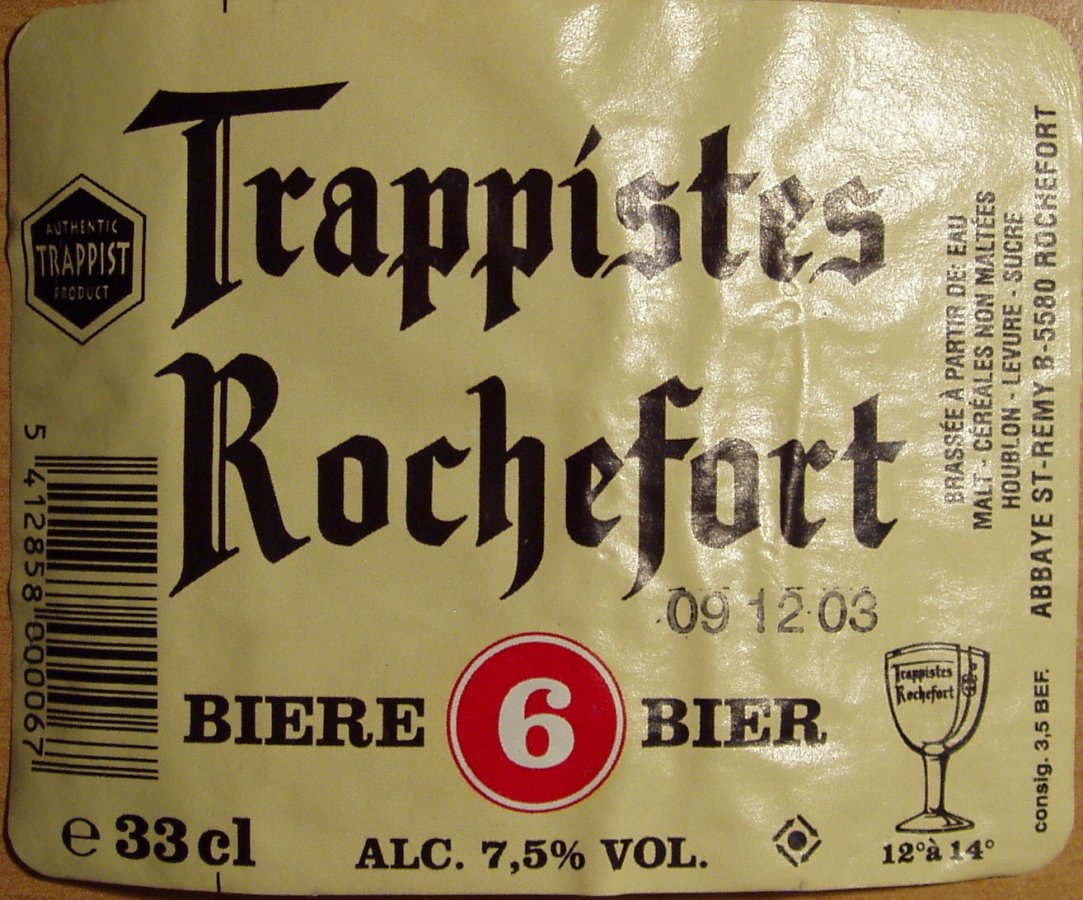 Trappistes
Rochefort
AUTHENTIC
TRAPPIST
PRODUCT
5 412858 000067
BRASSÉE À PARTIR DE: EAU
MALT - CÉRÉALES NON MALTÉES
HOUBLON - LEVURE - SUCRE
ABBAYE ST-REMY B-5580 ROCHEFORT
09 12 03
BIERE 6 BIER
Trappistes
Rochefort
consig. 3,5 BEF.
e 33 cl
ALC. 7,5% VOL.
12° à 14°